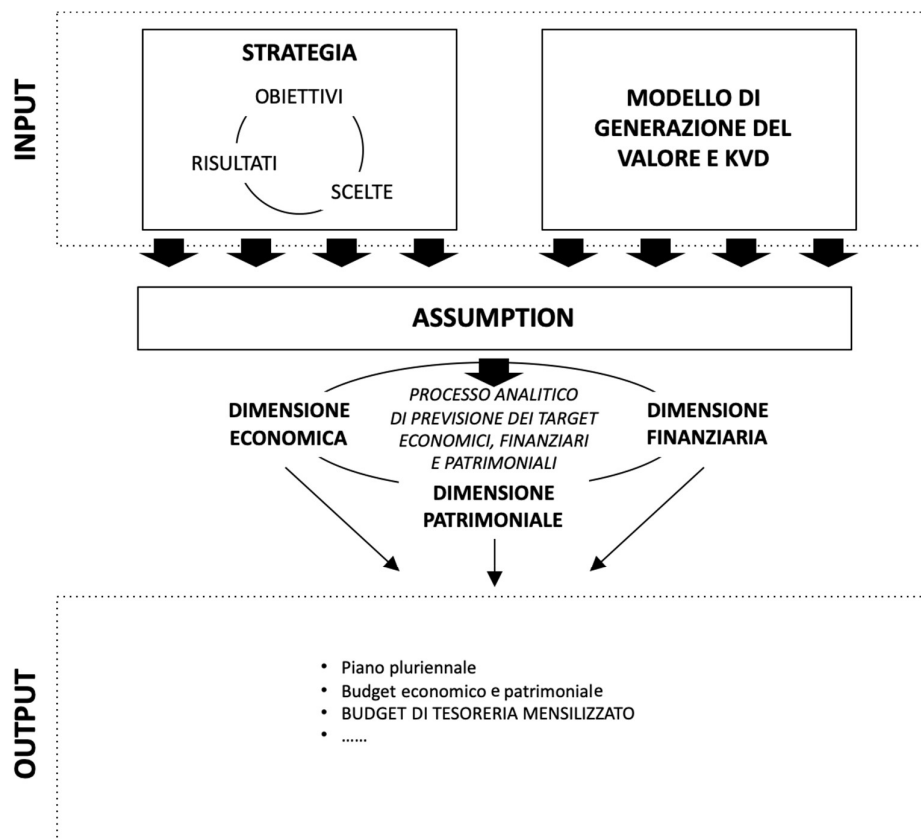 INPUT
STRATEGIA
OBIETTIVI
RISULTATI
SCELTE
MODELLO DI
GENERAZIONE DEL
VALORE E KVD
ASSUMPTION
PROCESSO ANALITICO
DI PREVISIONE DEI TARGET
ECONOMICI, FINANZIARI
E PATRIMONIALI
DIMENSIONE
ECONOMICA
DIMENSIONE
FINANZIARIA
DIMENSIONE
PATRIMONIALE
OUTPUT
• Piano pluriennale
• Budget economico e patrimoniale
• BUDGET DI TESORERIA MENSILIZZATO
• ……